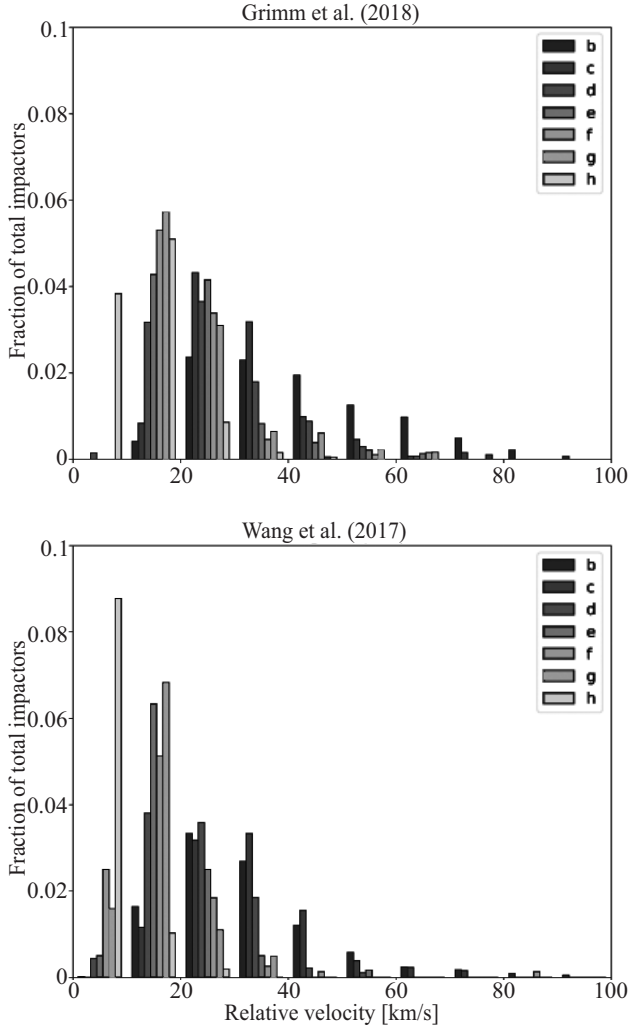 Grimm et al. (2018)
Fraction of total impactors
0.1
0.08
0.06
0.04
0.02
0
0 20 40 60 80 100
b
c
d
e
f
g
h
Wang et al. (2017)
Fraction of total impactors
0.1
0.08
0.06
0.04
0.02
0
0 20 40 60 80 100
b
c
d
e
f
g
h
Relative velocity [km/s]